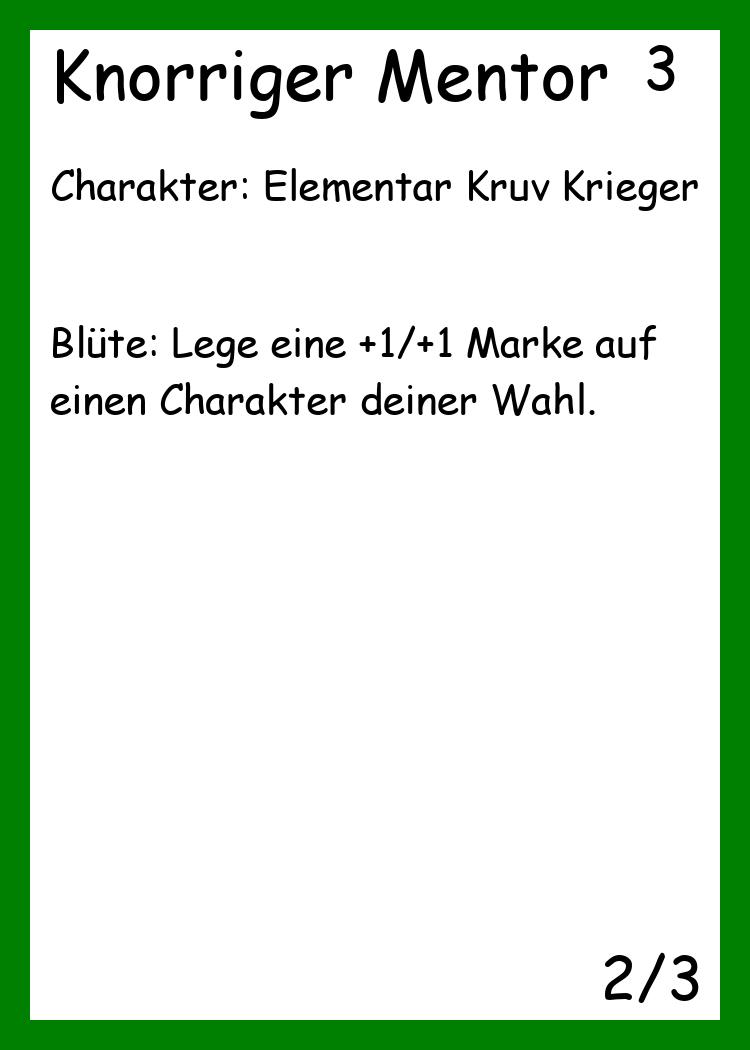 Knorriger Mentor 3
Charakter: Elementar Kruv Krieger
Blüte: Lege eine +1/+1 Marke auf
einen Charakter deiner Wahl.
2/3